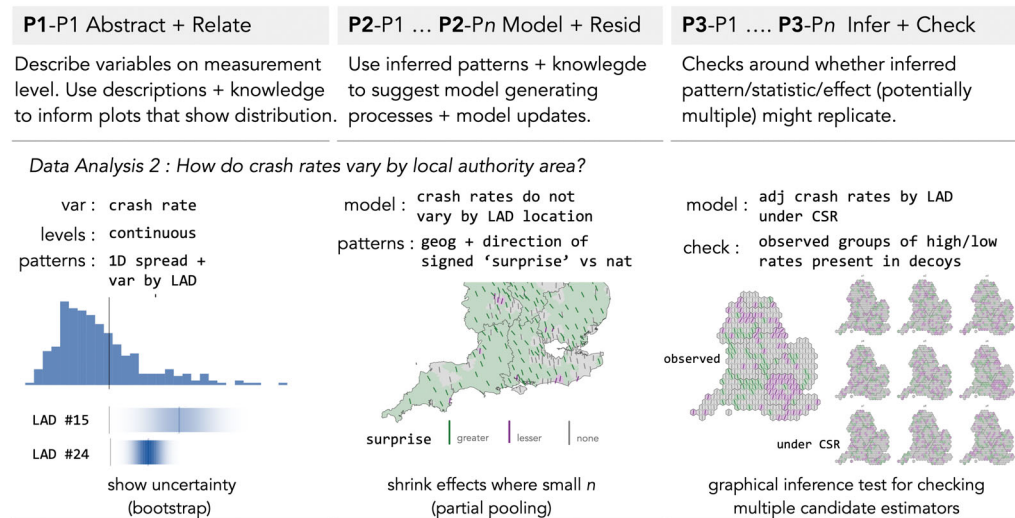 P1-P1 Abstract + Relate
Describe variables on measurement
level. Use descriptions + knowledge
to inform plots that show distribution.
P2-P1 ... P2-Pn Model + Resid
Use inferred patterns + knowlegde
to suggest model generating
processes + model updates.
P3-P1 .... P3-Pn Infer + Check
Checks around whether inferred
pattern/statistic/effect (potentially
multiple) might replicate.
Data Analysis 2 : How do crash rates vary by local authority area?
var : crash rate
levels : continuous
patterns : 1D spread +
var by LAD
LAD #15
LAD #24
show uncertainty
(bootstrap)
model : crash rates do not
vary by LAD location
patterns : geog + direction of
signed ‘surprise’ vs nat
surprise greater lesser none
shrink effects where small n
(partial pooling)
model : adj crash rates by LAD
under CSR
check : observed groups of high/low
rates present in decoys
observed
under CSR
graphical inference test for checking
multiple candidate estimators